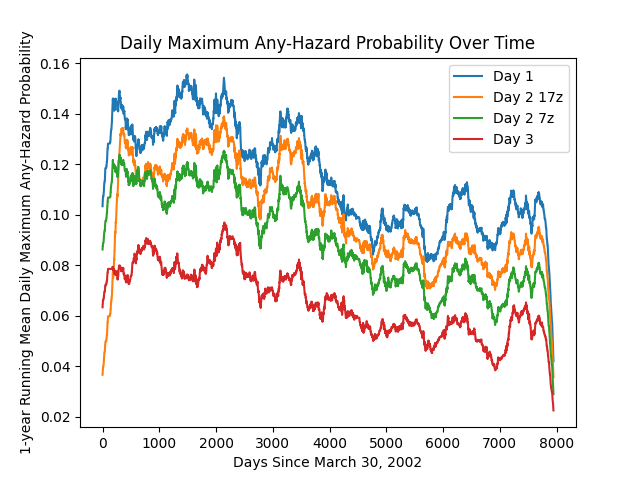 Daily Maximum Any-Hazard Probability Over Time
1-year Running Mean Daily Maximum Any-Hazard Probability
0.16
0.14
0.12
0.10
0.08
0.06
0.04
0.02
Day 1
Day 2 17z
Day 2 7z
Day 3
0 1000 2000 3000 4000 5000 6000 7000 8000
Days Since March 30, 2002